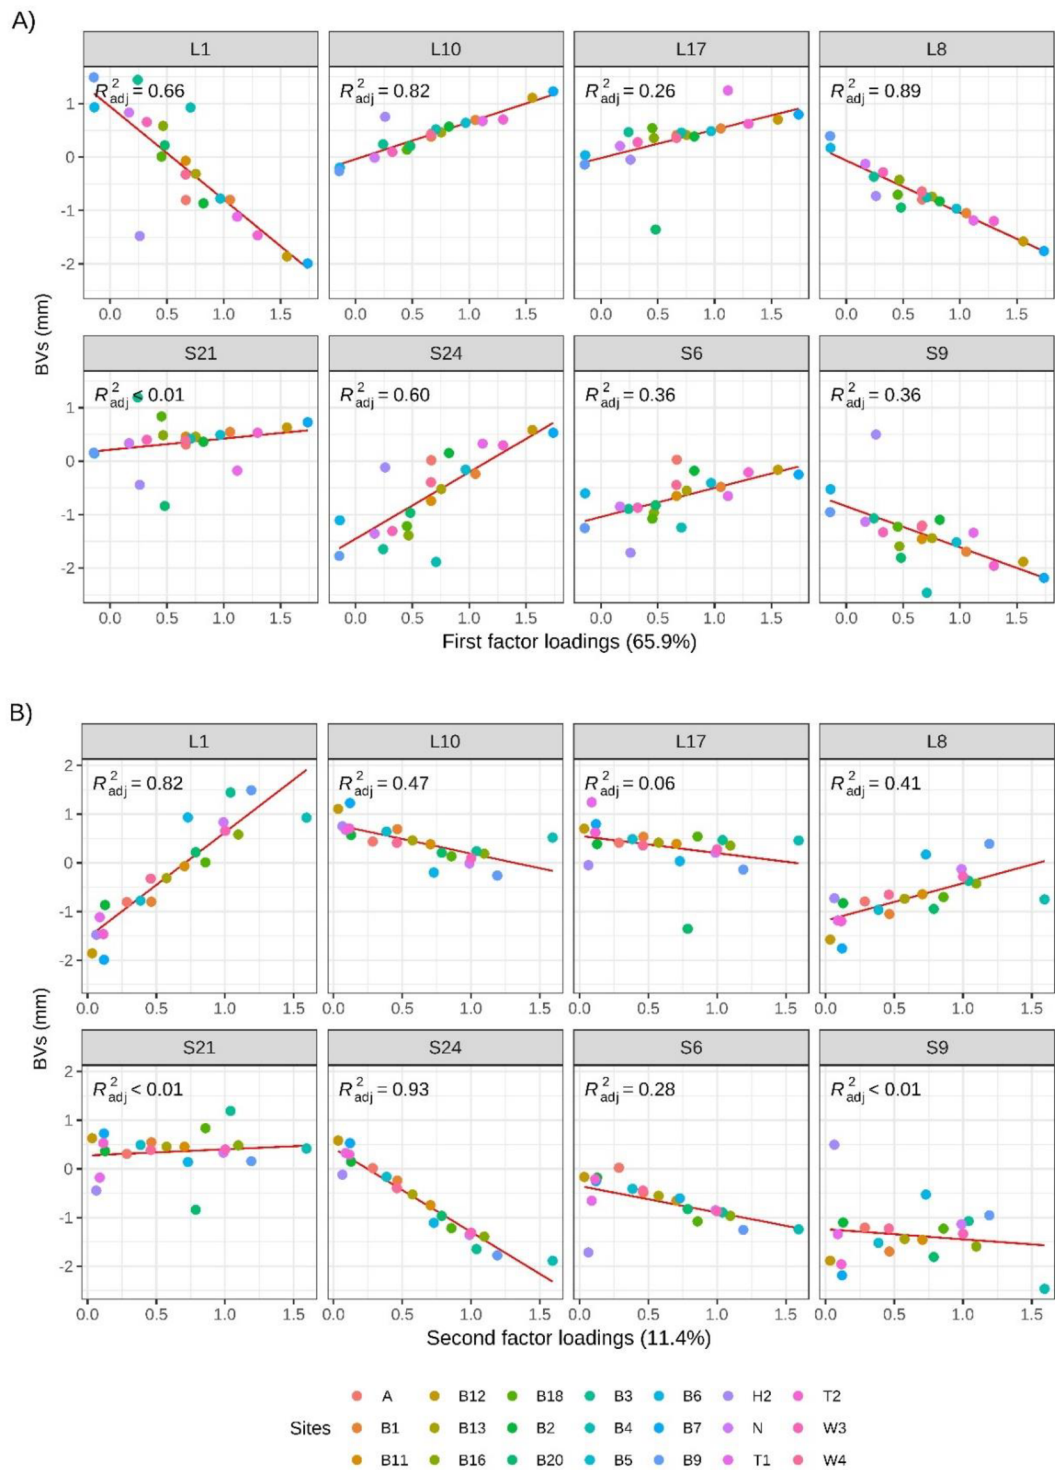 A)
L1 L10 L17 L8
R²adj = 0.66 R²adj = 0.82 R²adj = 0.26 R²adj = 0.89
1
0
-1
-2
0.0 0.5 1.0 1.5 0.0 0.5 1.0 1.5 0.0 0.5 1.0 1.5 0.0 0.5 1.0 1.5
BVs (mm)
S21 S24 S6 S9
R²adj < 0.01 R²adj = 0.60 R²adj = 0.36 R²adj = 0.36
1
0
-1
-2
0.0 0.5 1.0 1.5 0.0 0.5 1.0 1.5 0.0 0.5 1.0 1.5 0.0 0.5 1.0 1.5
First factor loadings (65.9%)
B)
L1 L10 L17 L8
2
R²adj = 0.82 R²adj = 0.47 R²adj = 0.06 R²adj = 0.41
1
0
-1
-2
0.0 0.5 1.0 1.5 0.0 0.5 1.0 1.5 0.0 0.5 1.0 1.5 0.0 0.5 1.0 1.5
BVs (mm)
S21 S24 S6 S9
2
R²adj < 0.01 R²adj = 0.93 R²adj = 0.28 R²adj < 0.01
1
0
-1
-2
0.0 0.5 1.0 1.5 0.0 0.5 1.0 1.5 0.0 0.5 1.0 1.5 0.0 0.5 1.0 1.5
Second factor loadings (11.4%)
A B12 B18 B3 B6 H2 T2
Sites B1 B13 B2 B4 B7 N W3
B11 B16 B20 B5 B9 T1 W4